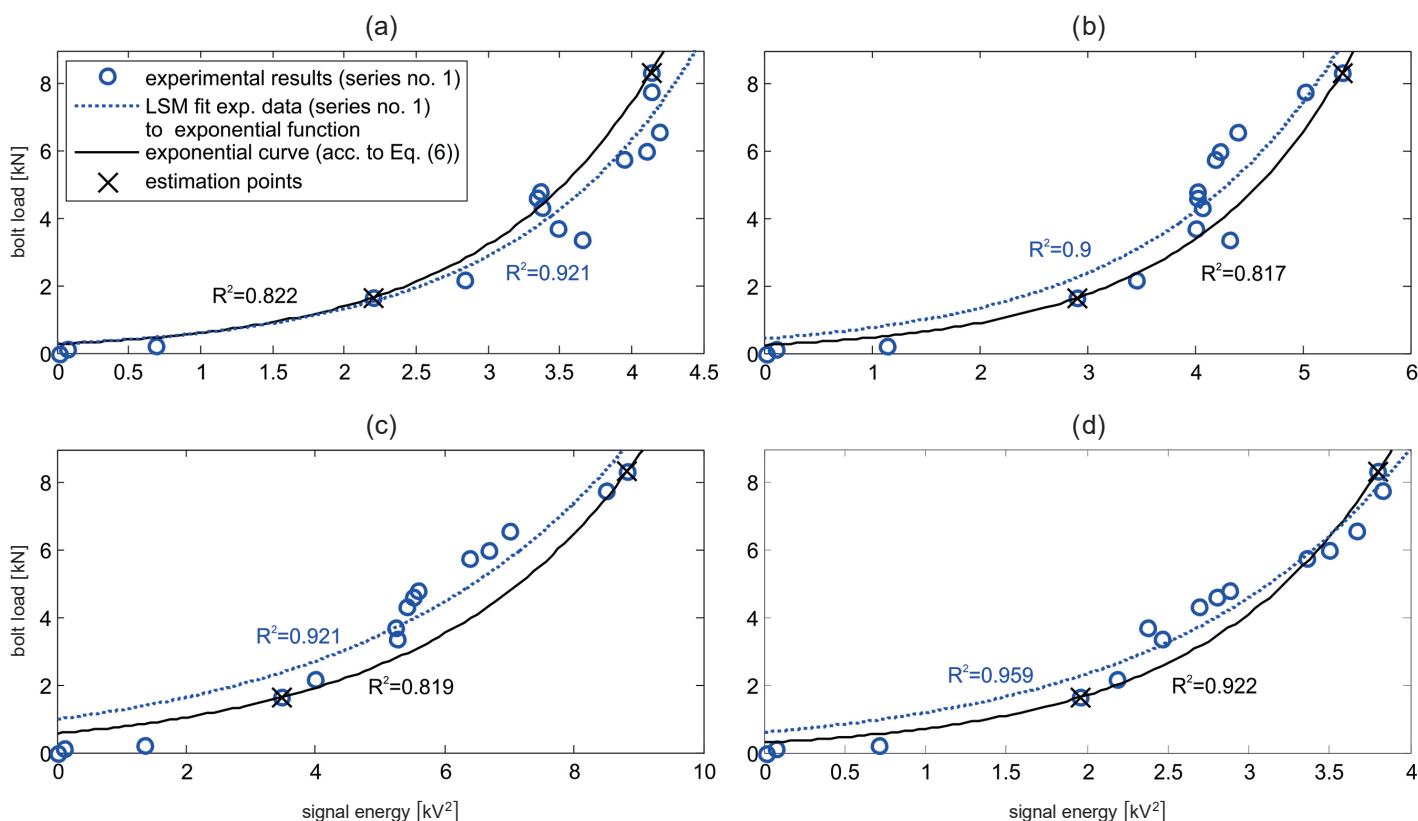 (a)
bolt load [kN]
8
6
4
2
0
experimental results (series no. 1)
LSM fit exp. data (series no. 1)
to exponential function
exponential curve (acc. to Eq. (6))
estimation points
R²=0.822
R²=0.921
0 0.5 1 1.5 2 2.5 3 3.5 4 4.5
(b)
8
6
4
2
0
R²=0.9
R²=0.817
0 1 2 3 4 5 6
(c)
bolt load [kN]
8
6
4
2
0
R²=0.921
R²=0.819
0 2 4 6 8 10
signal energy [kV²]
(d)
8
6
4
2
0
R²=0.959
R²=0.922
0 0.5 1 1.5 2 2.5 3 3.5 4
signal energy [kV²]